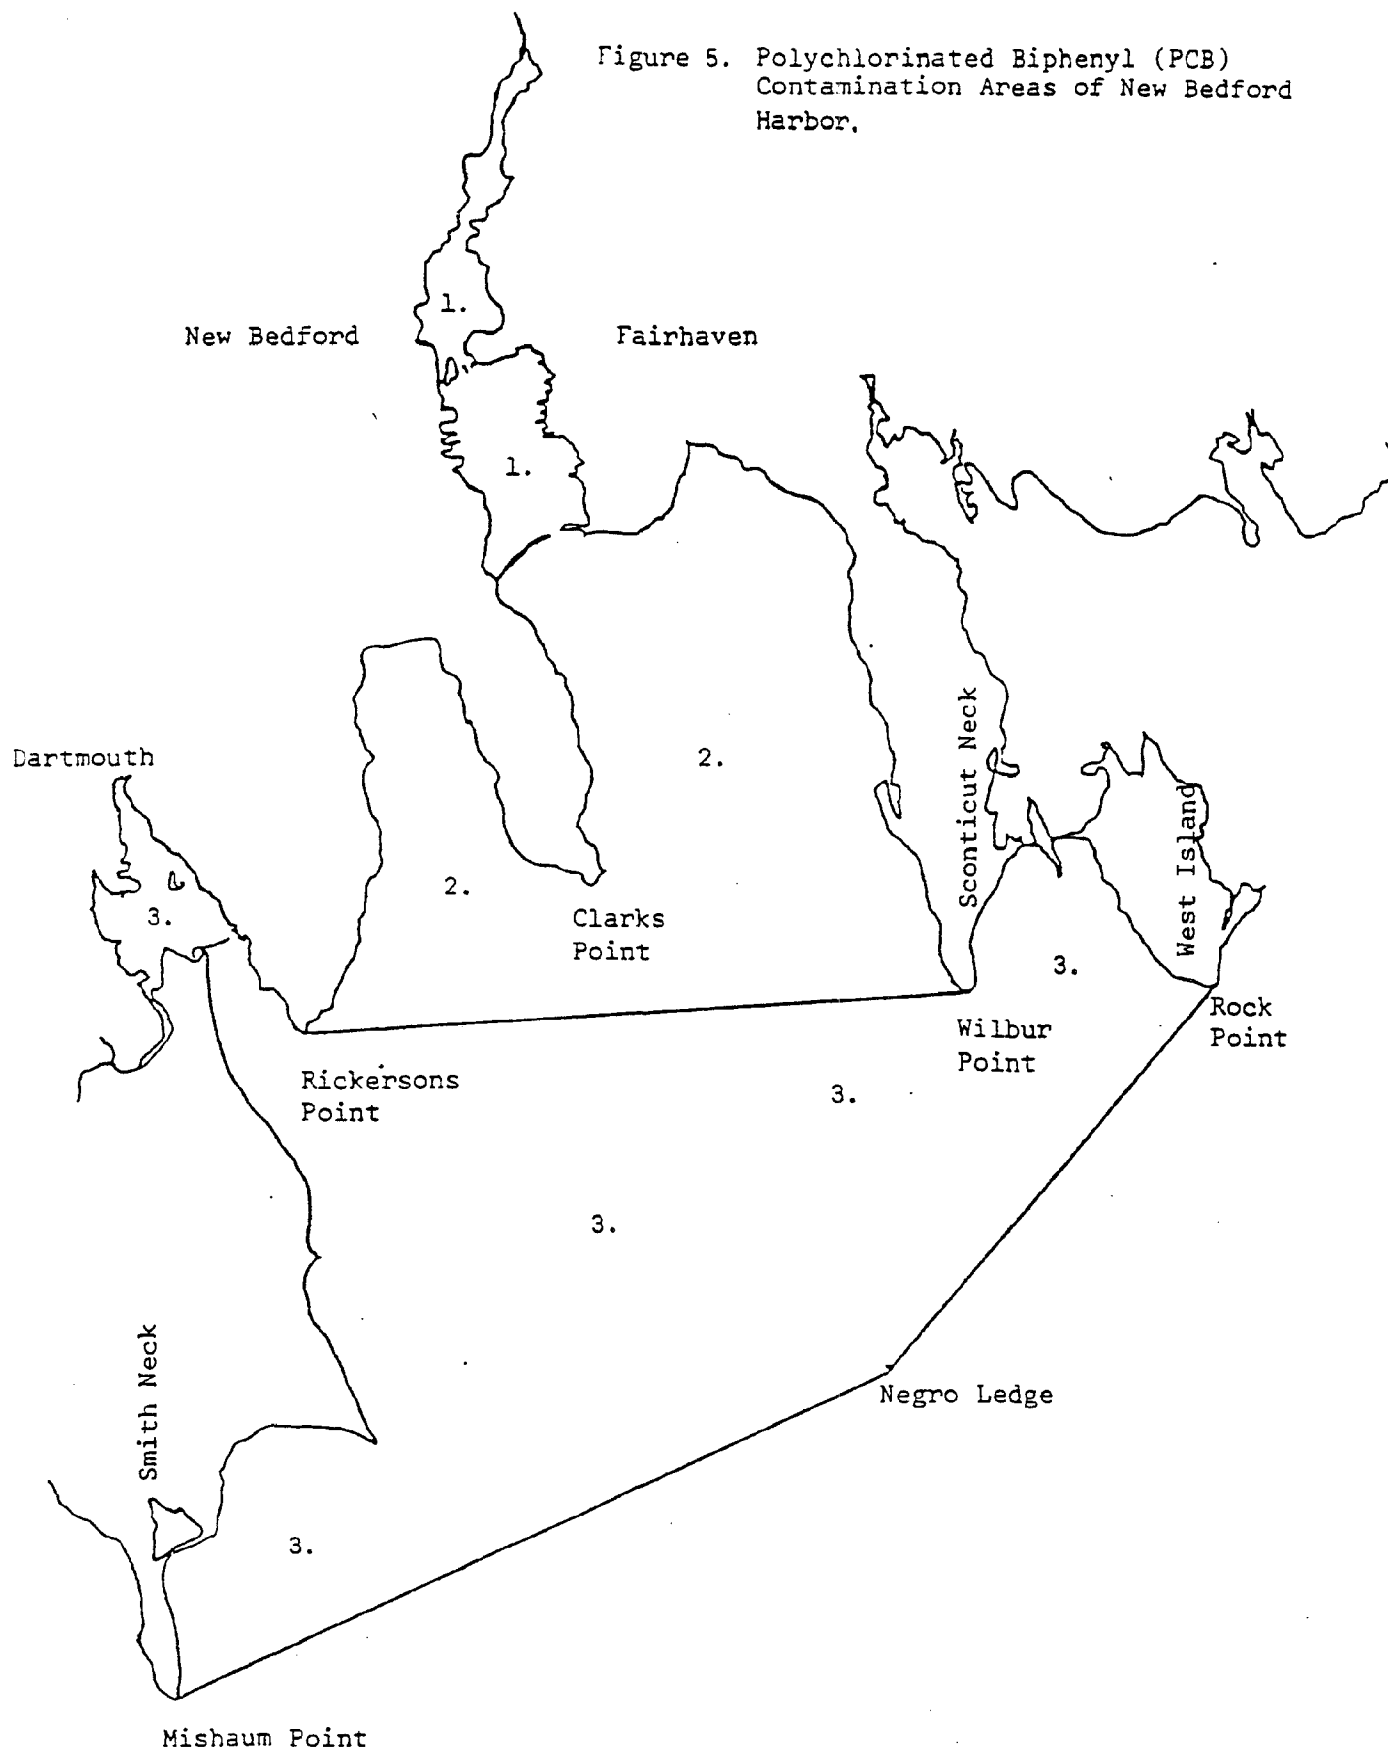 Figure 5. Polychlorinated Biphenyl (PCB)
Contamination Areas of New Bedford
Harbor.
1.
New Bedford
Fairhaven
1.
Dartmouth
2.
Sconticut Neck
West Island
2.
3.
Clarks
Point
3.
Wilbur
Point
Rock
Point
Rickersons
Point
3.
3.
Smith Neck
Negro Ledge
3.
Mishaum Point